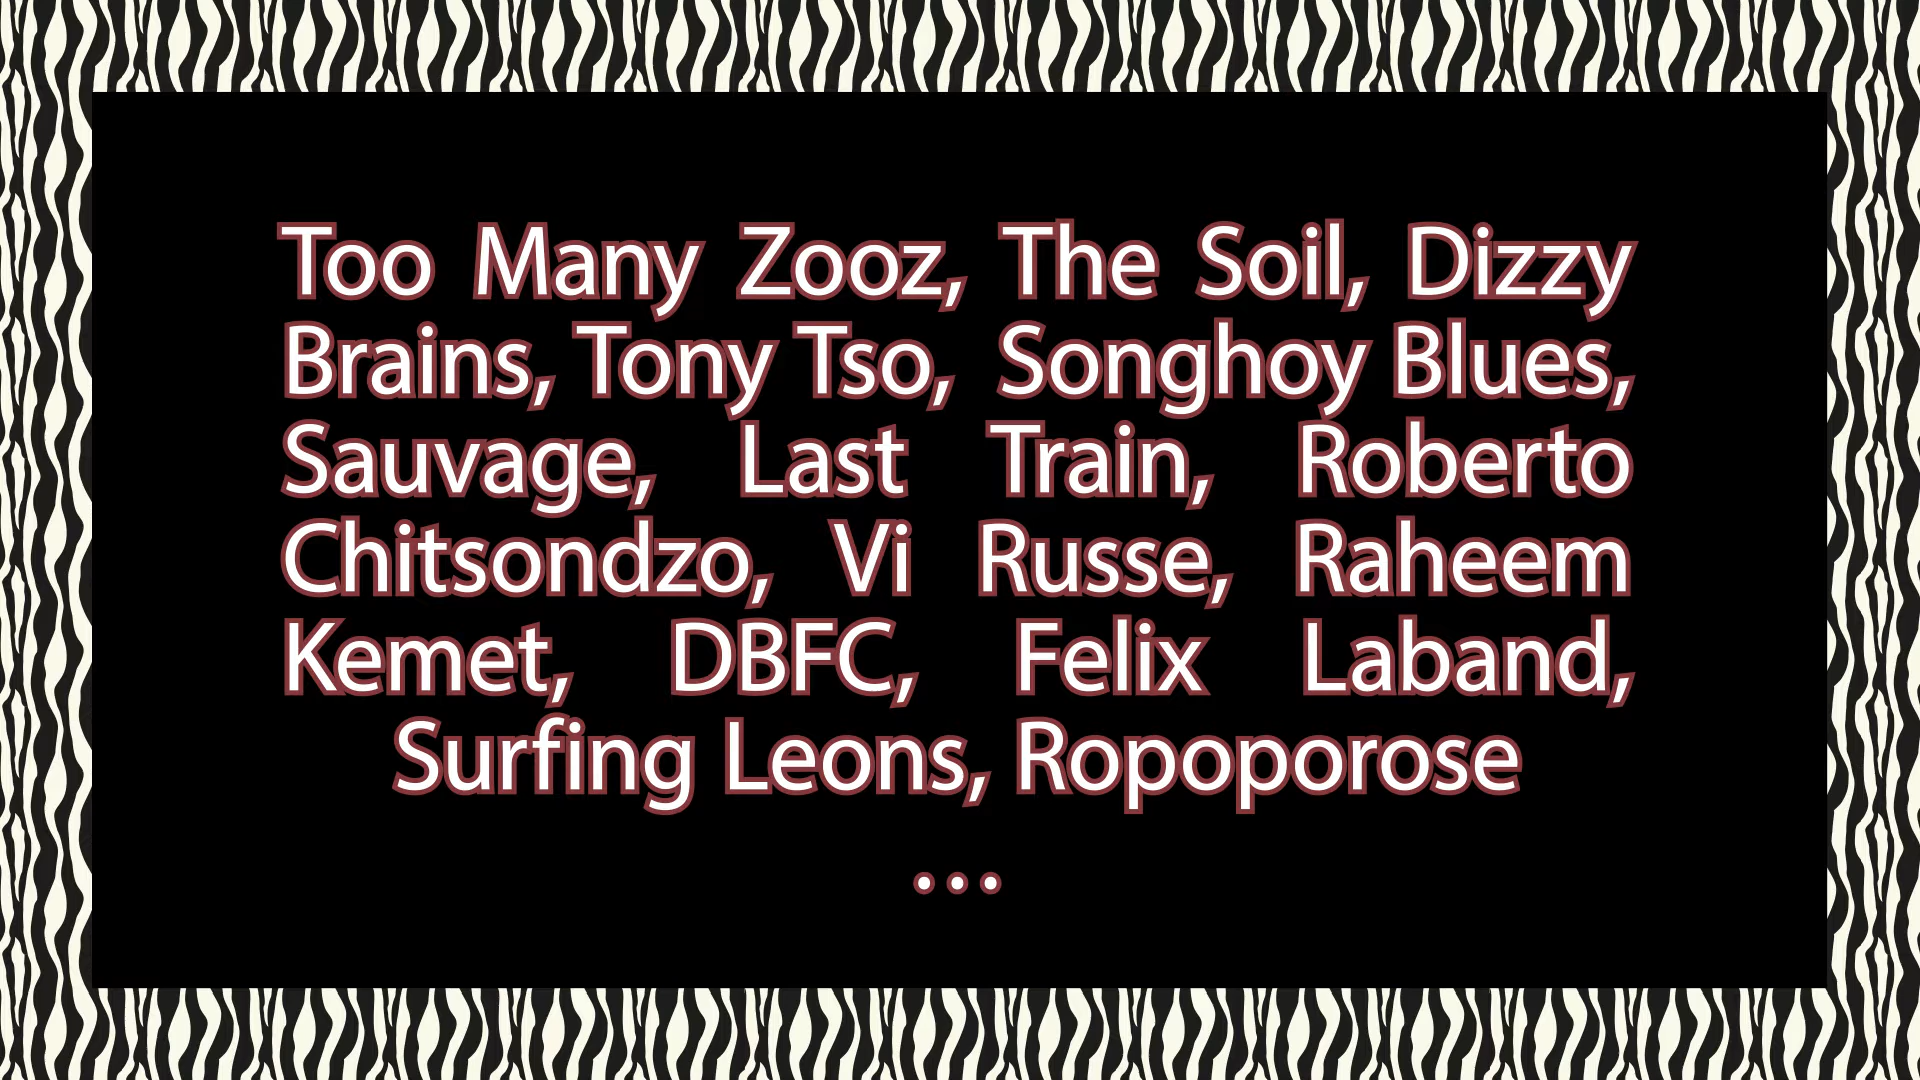 Too Many Zooz, The Soil, Dizzy
Brains, Tony Tso, Songhoy Blues,
Sauvage, Last Train, Roberto
Chitsondzo, Vi Russe, Raheem
Kemet, DBFC, Felix Laband,
Surfing Leons, Ropoporose
...